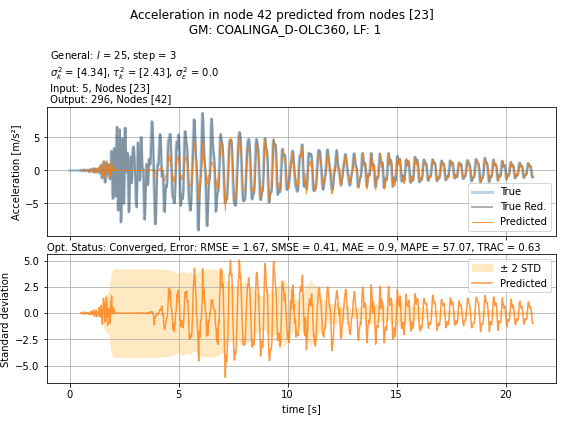 Acceleration in node 42 predicted from nodes [23]
GM: COALINGA_D-OLC360, LF: 1
General: l = 25, step = 3
σ²ₖ = [4.34], τ²ₖ = [2.43], σ²ε = 0.0
Input: 5, Nodes [23]
Output: 296, Nodes [42]
Acceleration [m/s²]
5
0
−5
True
True Red.
Predicted
Opt. Status: Converged, Error: RMSE = 1.67, SMSE = 0.41, MAE = 0.9, MAPE = 57.07, TRAC = 0.63
Standard deviation
5.0
2.5
0.0
−2.5
−5.0
± 2 STD
Predicted
0 5 10 15 20
time [s]